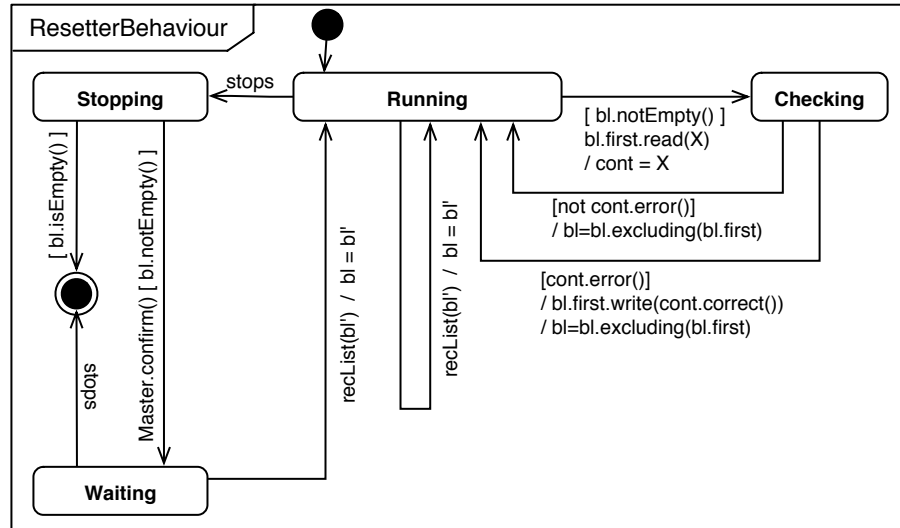 ResetterBehaviour
Stopping
stops
Running
Checking
[ bl.notEmpty() ]
bl.first.read(X)
/ cont = X
[not cont.error()]
/ bl=bl.excluding(bl.first)
[cont.error()]
/ bl.first.write(cont.correct())
/ bl=bl.excluding(bl.first)
[ bl.isEmpty() ]
Master.confirm() [ bl.notEmpty() ]
recList(bl') / bl = bl'
recList(bl') / bl = bl'
stops
Waiting